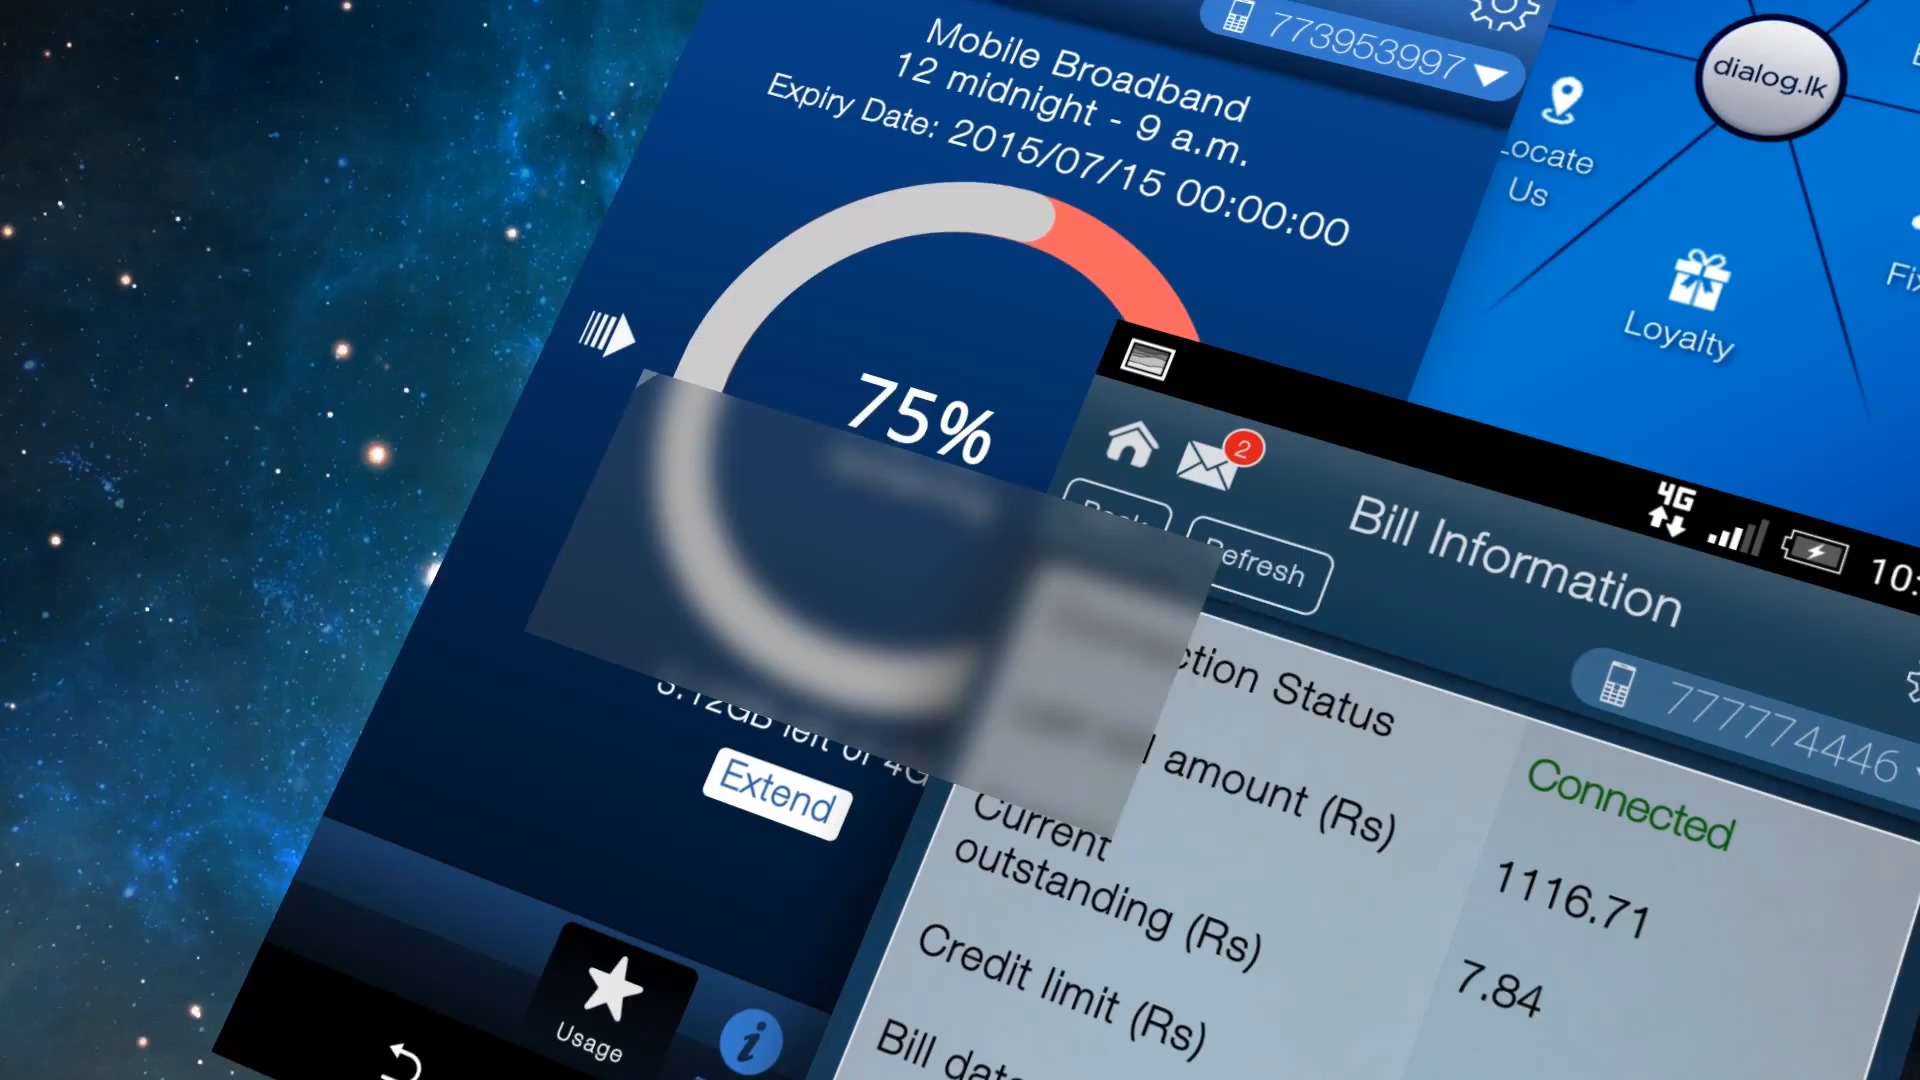 773953997
Mobile Broadband
12 midnight - 9 a.m.
Expiry Date: 2015/07/15 00:00:00
75%
Extend
Usage
dialog.lk
Locate
Us
Loyalty
2
4G
Refresh
Bill Information
777774446
Status
Connected
amount (Rs)
1116.71
Current
outstanding (Rs)
7.84
Credit limit (Rs)
Bill